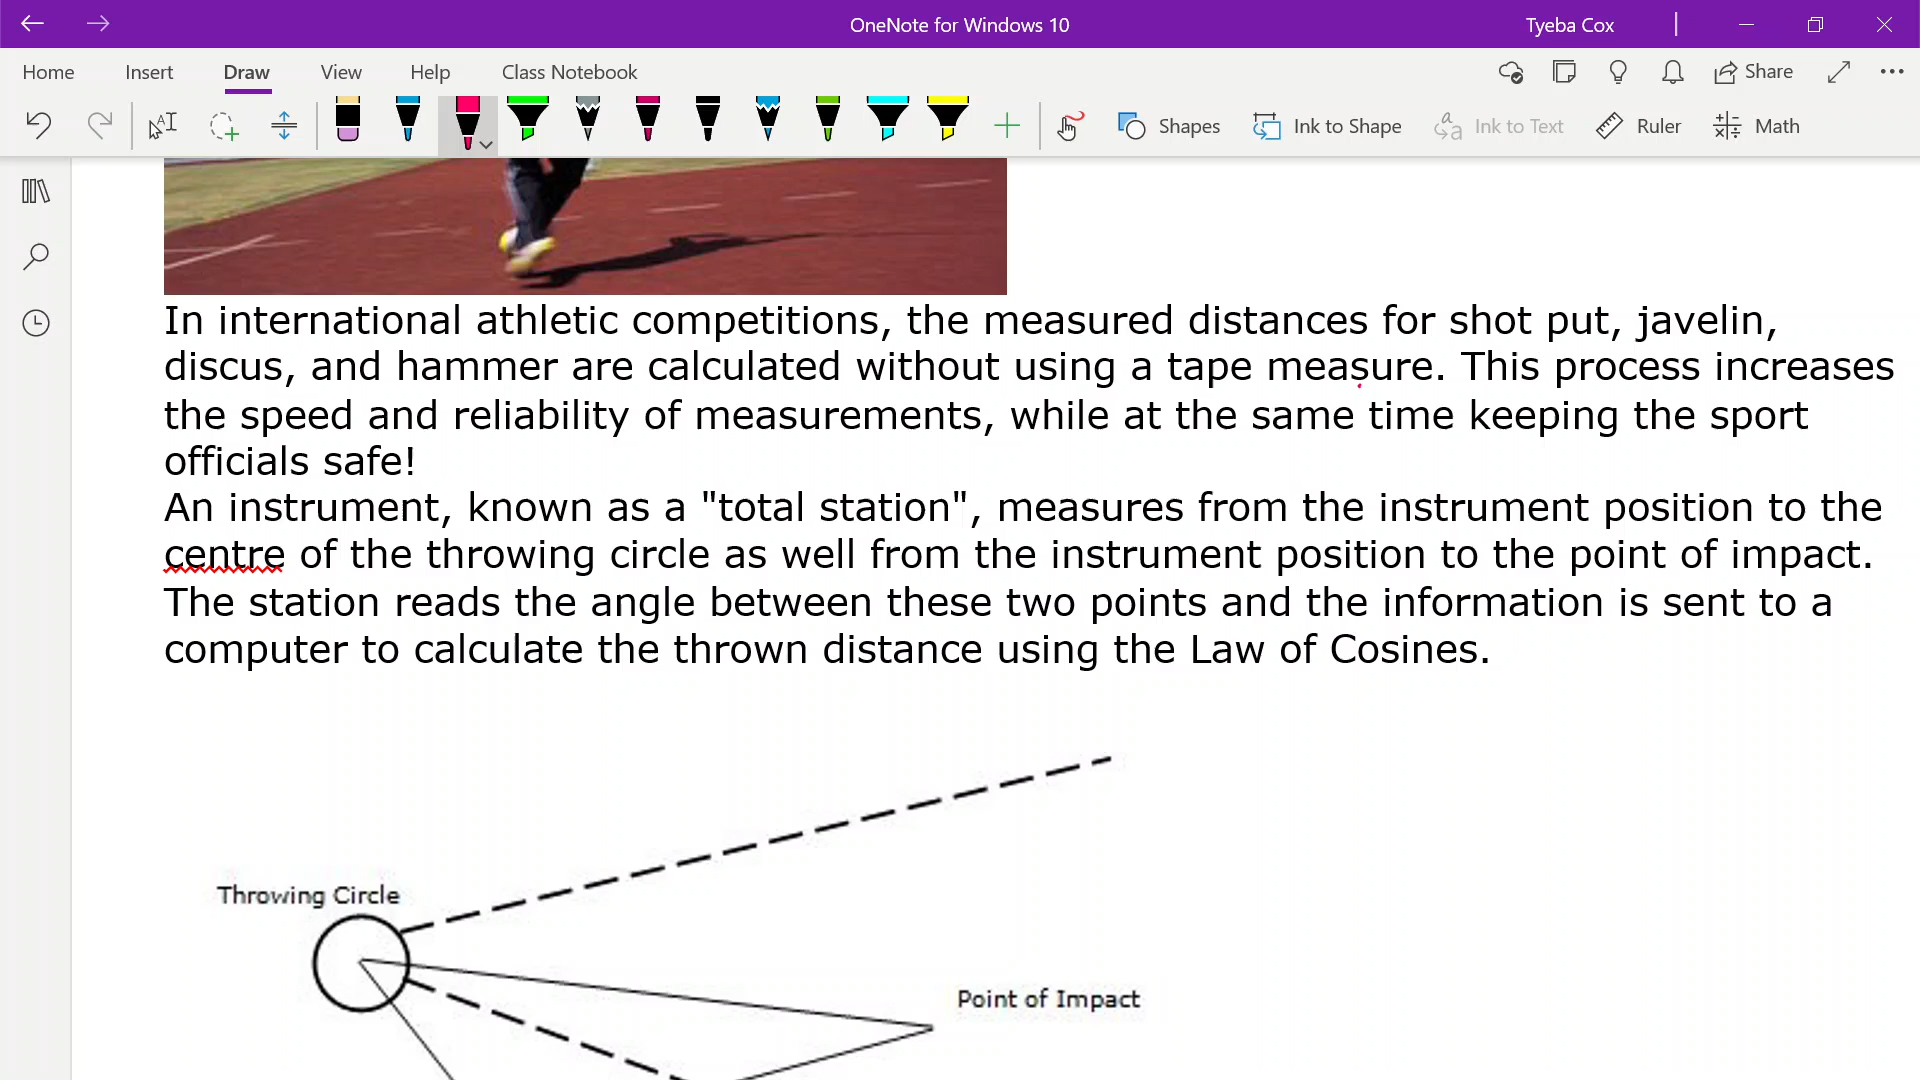 OneNote for Windows 10
Tyeba Cox
Home Insert Draw View Help Class Notebook
Share
Shapes Ink to Shape Ink to Text Ruler Math
In international athletic competitions, the measured distances for shot put, javelin,
discus, and hammer are calculated without using a tape measure. This process increases
the speed and reliability of measurements, while at the same time keeping the sport
officials safe!
An instrument, known as a "total station", measures from the instrument position to the
centre of the throwing circle as well from the instrument position to the point of impact.
The station reads the angle between these two points and the information is sent to a
computer to calculate the thrown distance using the Law of Cosines.
Throwing Circle
Point of Impact